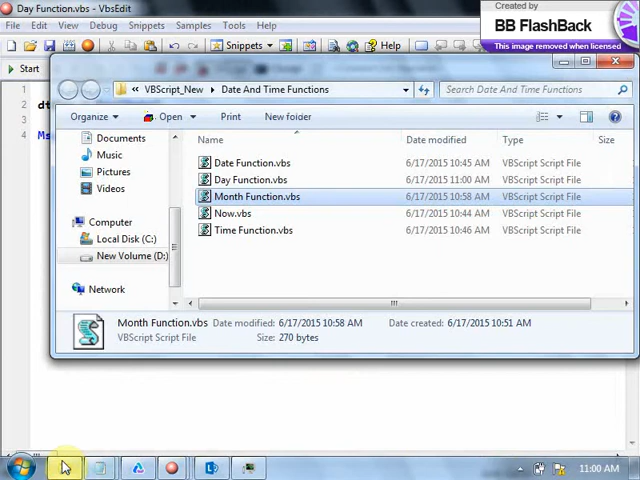 Day Function.vbs - VbsEdit
Created by
BB FlashBack
This image removed when licensed
File Edit View Debug Snippets Tools Help
Snippets
Help
Start
VBScript_New Date And Time Functions
Search Date And Time Functions
Organize Open Print New folder
Name Date modified Type Size
Documents
Music
Pictures
Videos
Computer
Local Disk (C:)
New Volume (D:)
Network
Date Function.vbs 6/17/2015 10:45 AM VBScript Script File
Day Function.vbs 6/17/2015 11:00 AM VBScript Script File
Month Function.vbs 6/17/2015 10:58 AM VBScript Script File
Now.vbs 6/17/2015 10:44 AM VBScript Script File
Time Function.vbs 6/17/2015 10:46 AM VBScript Script File
Month Function.vbs Date modified: 6/17/2015 10:58 AM Date created: 6/17/2015 10:51 AM
VBScript Script File Size: 270 bytes
1
2 dt
3
4 Ms
11:00 AM